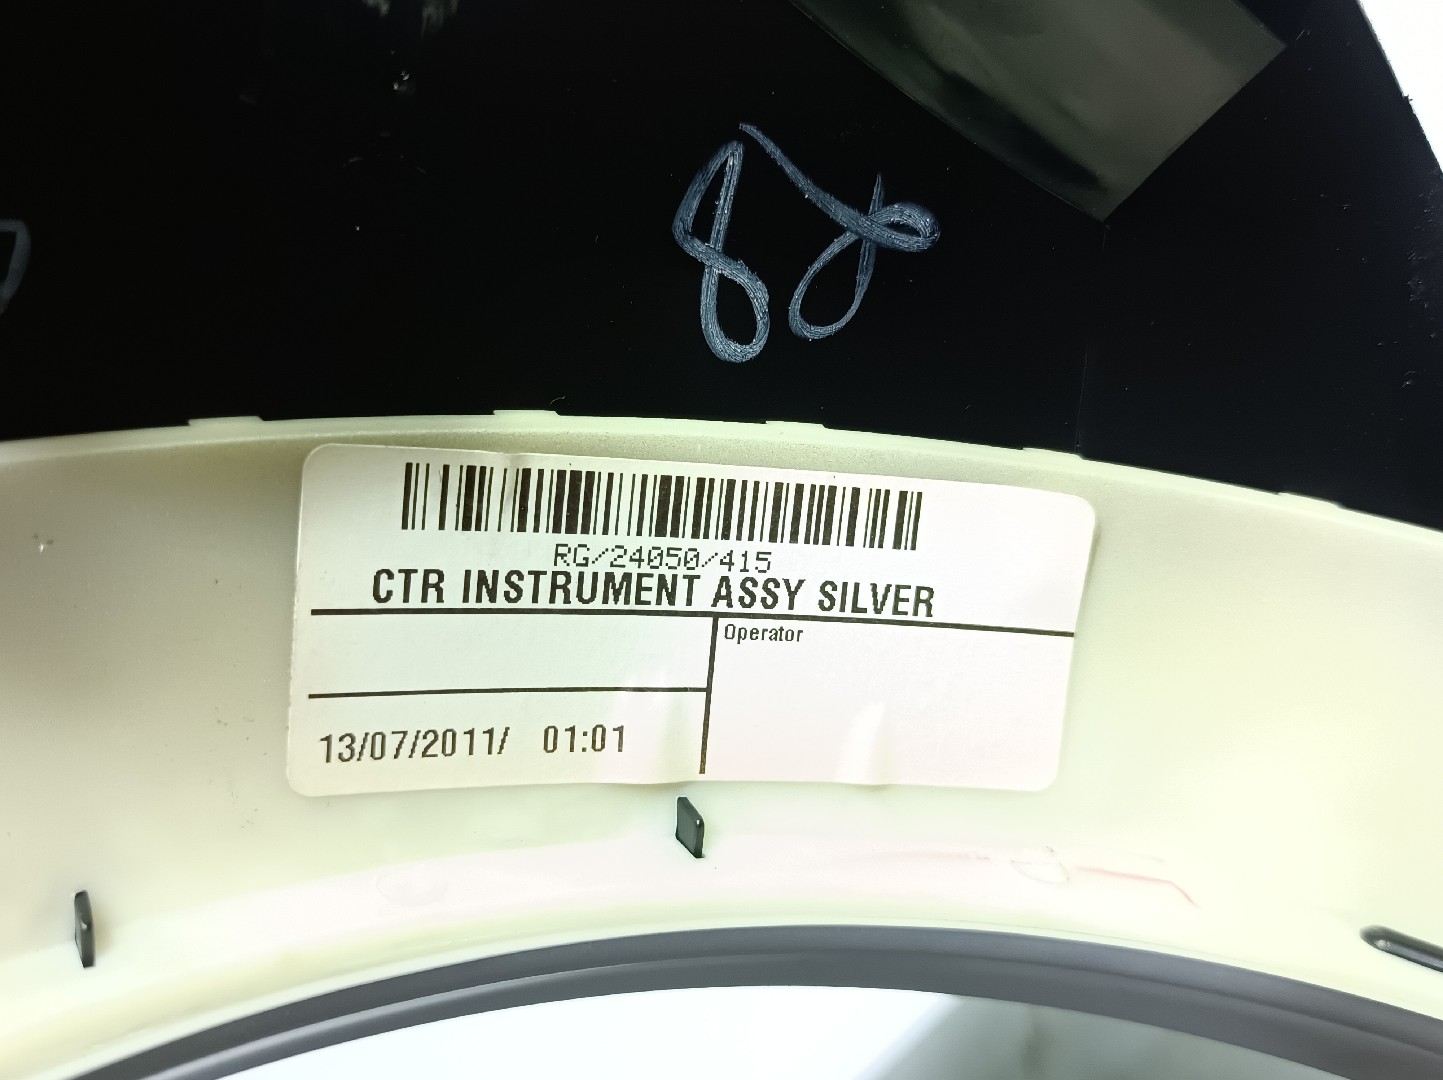 88
RG/24050/415
CTR INSTRUMENT ASSY SILVER
Operator
13/07/2011/ 01:01